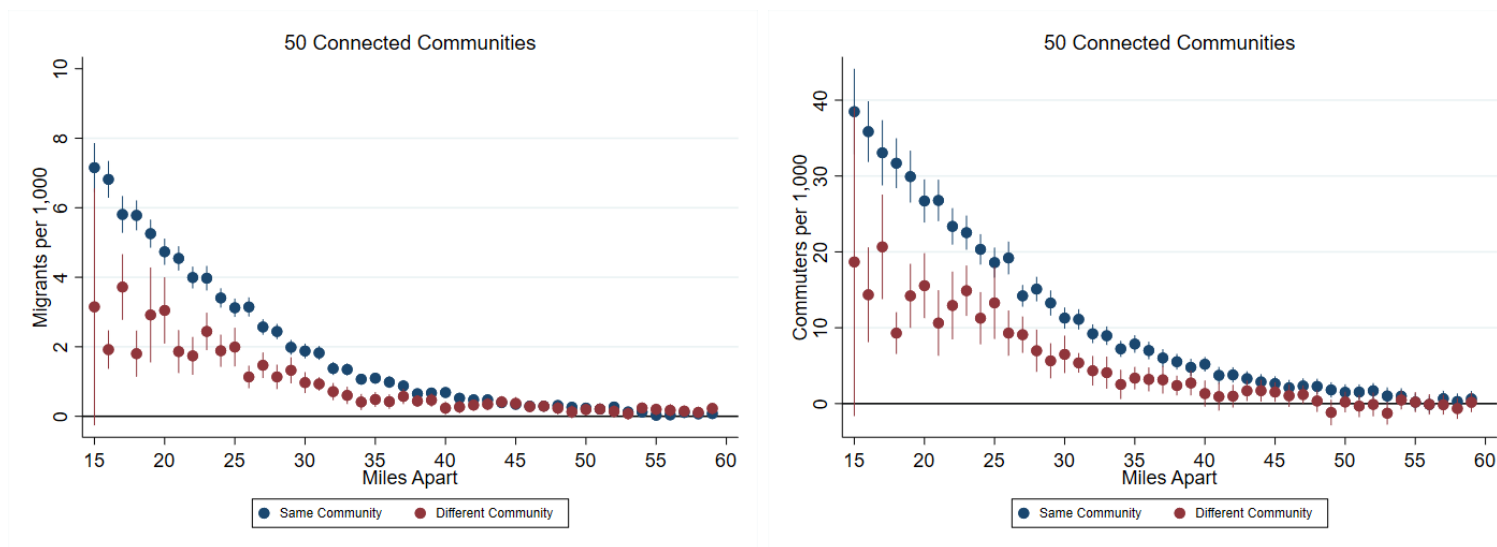 50 Connected Communities
Migrants per 1,000
10
8
6
4
2
0
15 20 25 30 35 40 45 50 55 60
Miles Apart
Same Community Different Community
50 Connected Communities
Commuters per 1,000
40
30
20
10
0
15 20 25 30 35 40 45 50 55 60
Miles Apart
Same Community Different Community